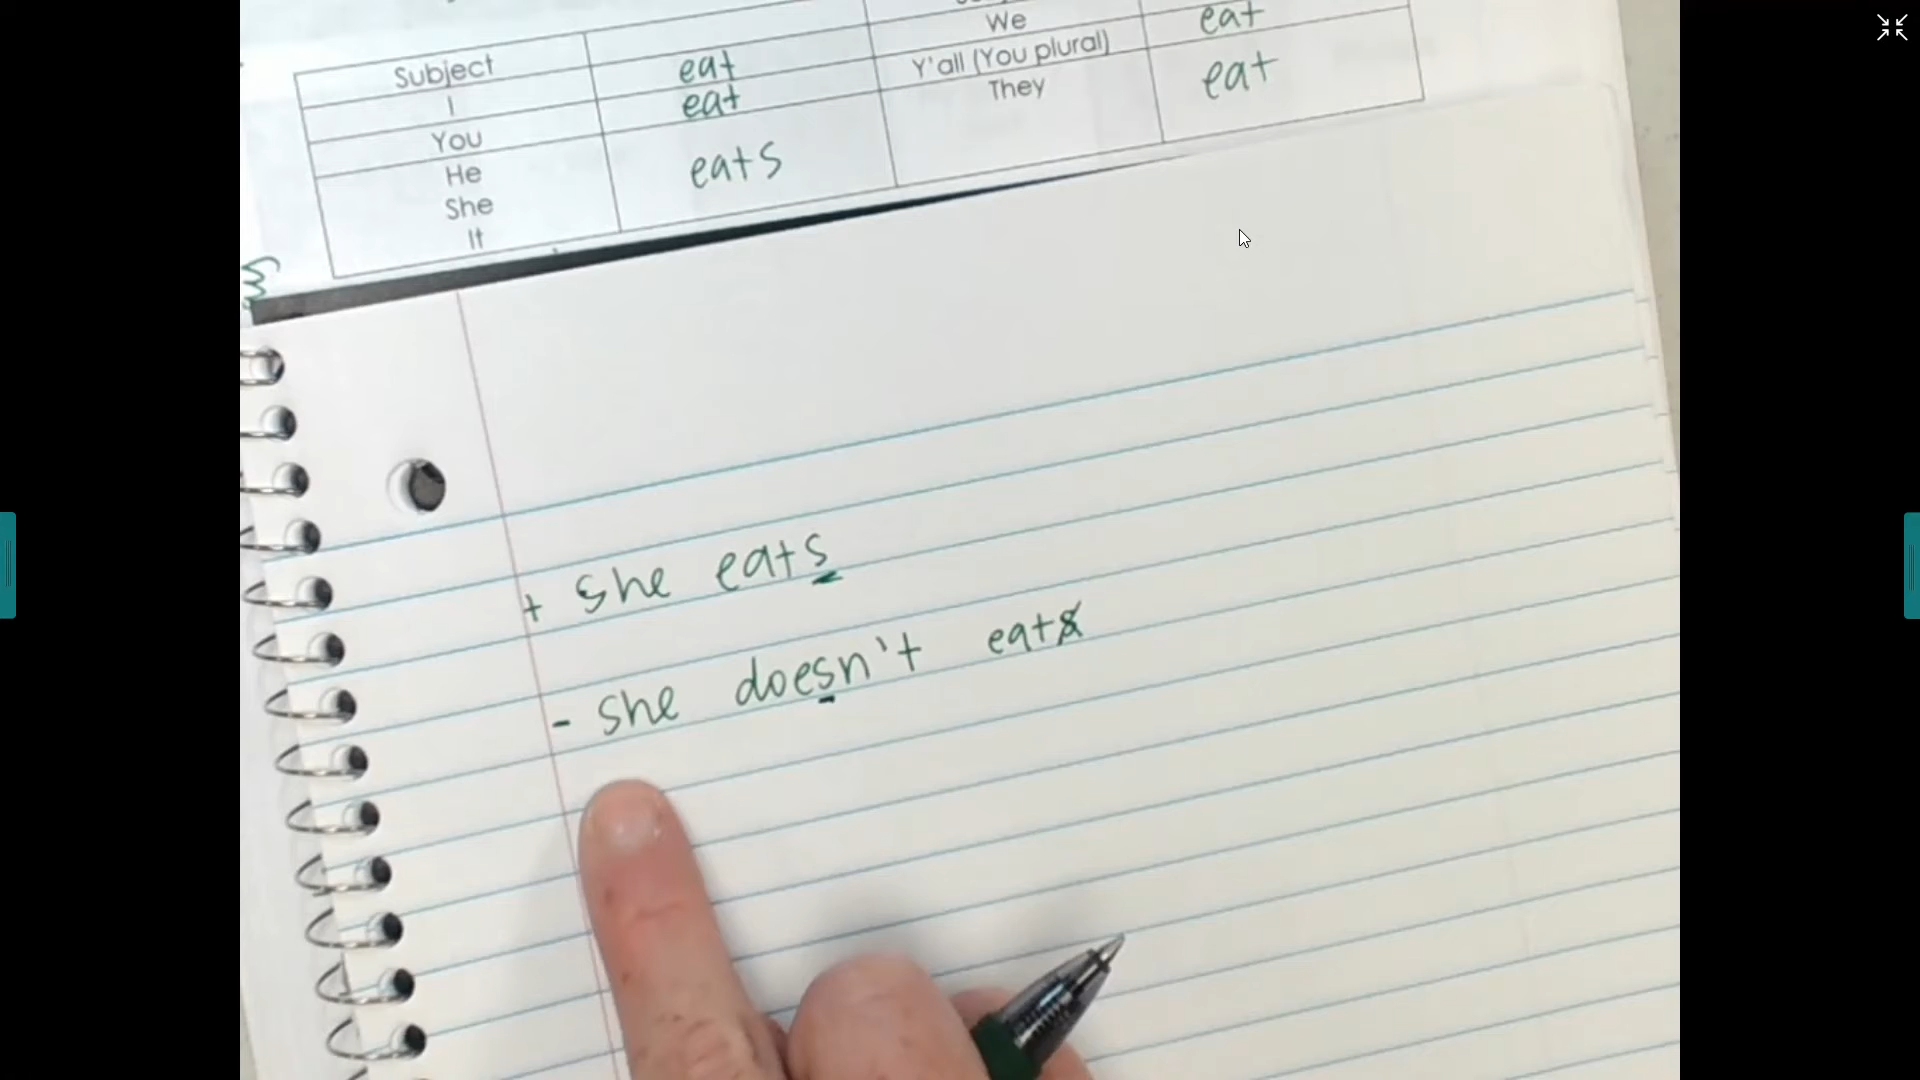 We eat
Subject eat Y'all (You plural) eat
I eat They
You
He eats
She
It
+ she eats
- she doesn't eats